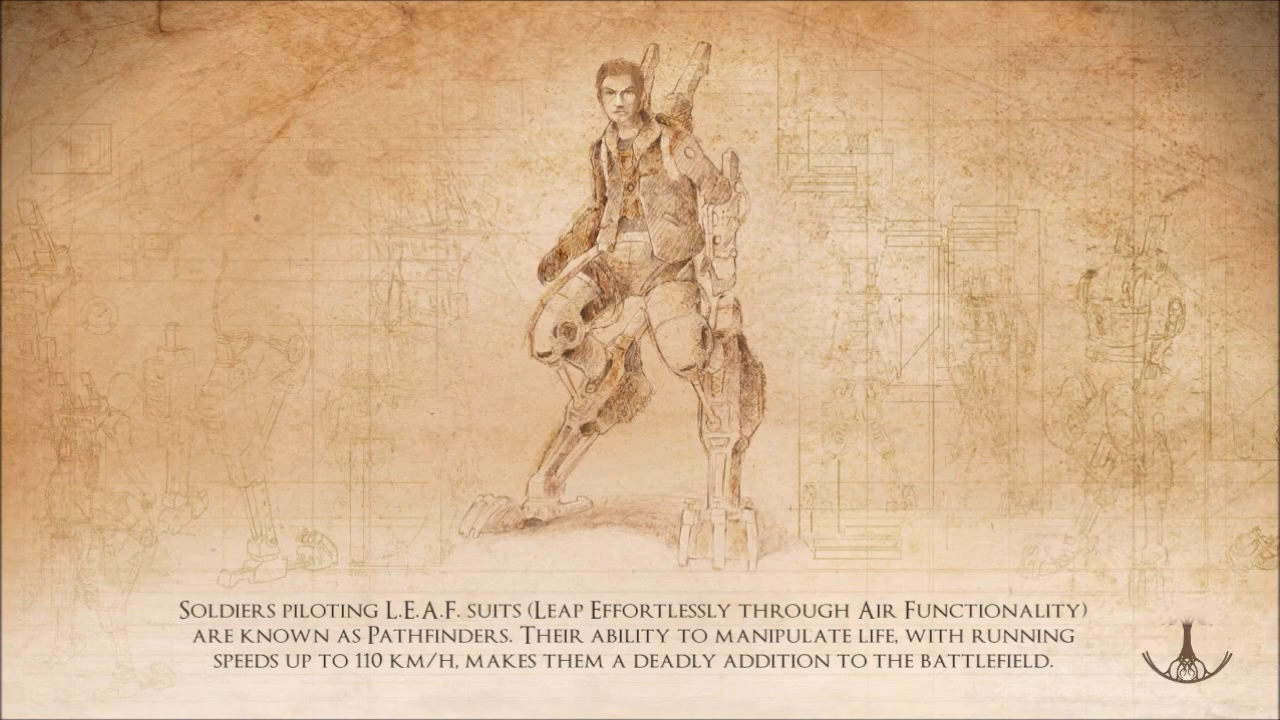 Soldiers piloting L.E.A.F. suits (Leap Effortlessly through Air Functionality)
are known as Pathfinders. Their ability to manipulate life, with running
speeds up to 110 km/h, makes them a deadly addition to the battlefield.